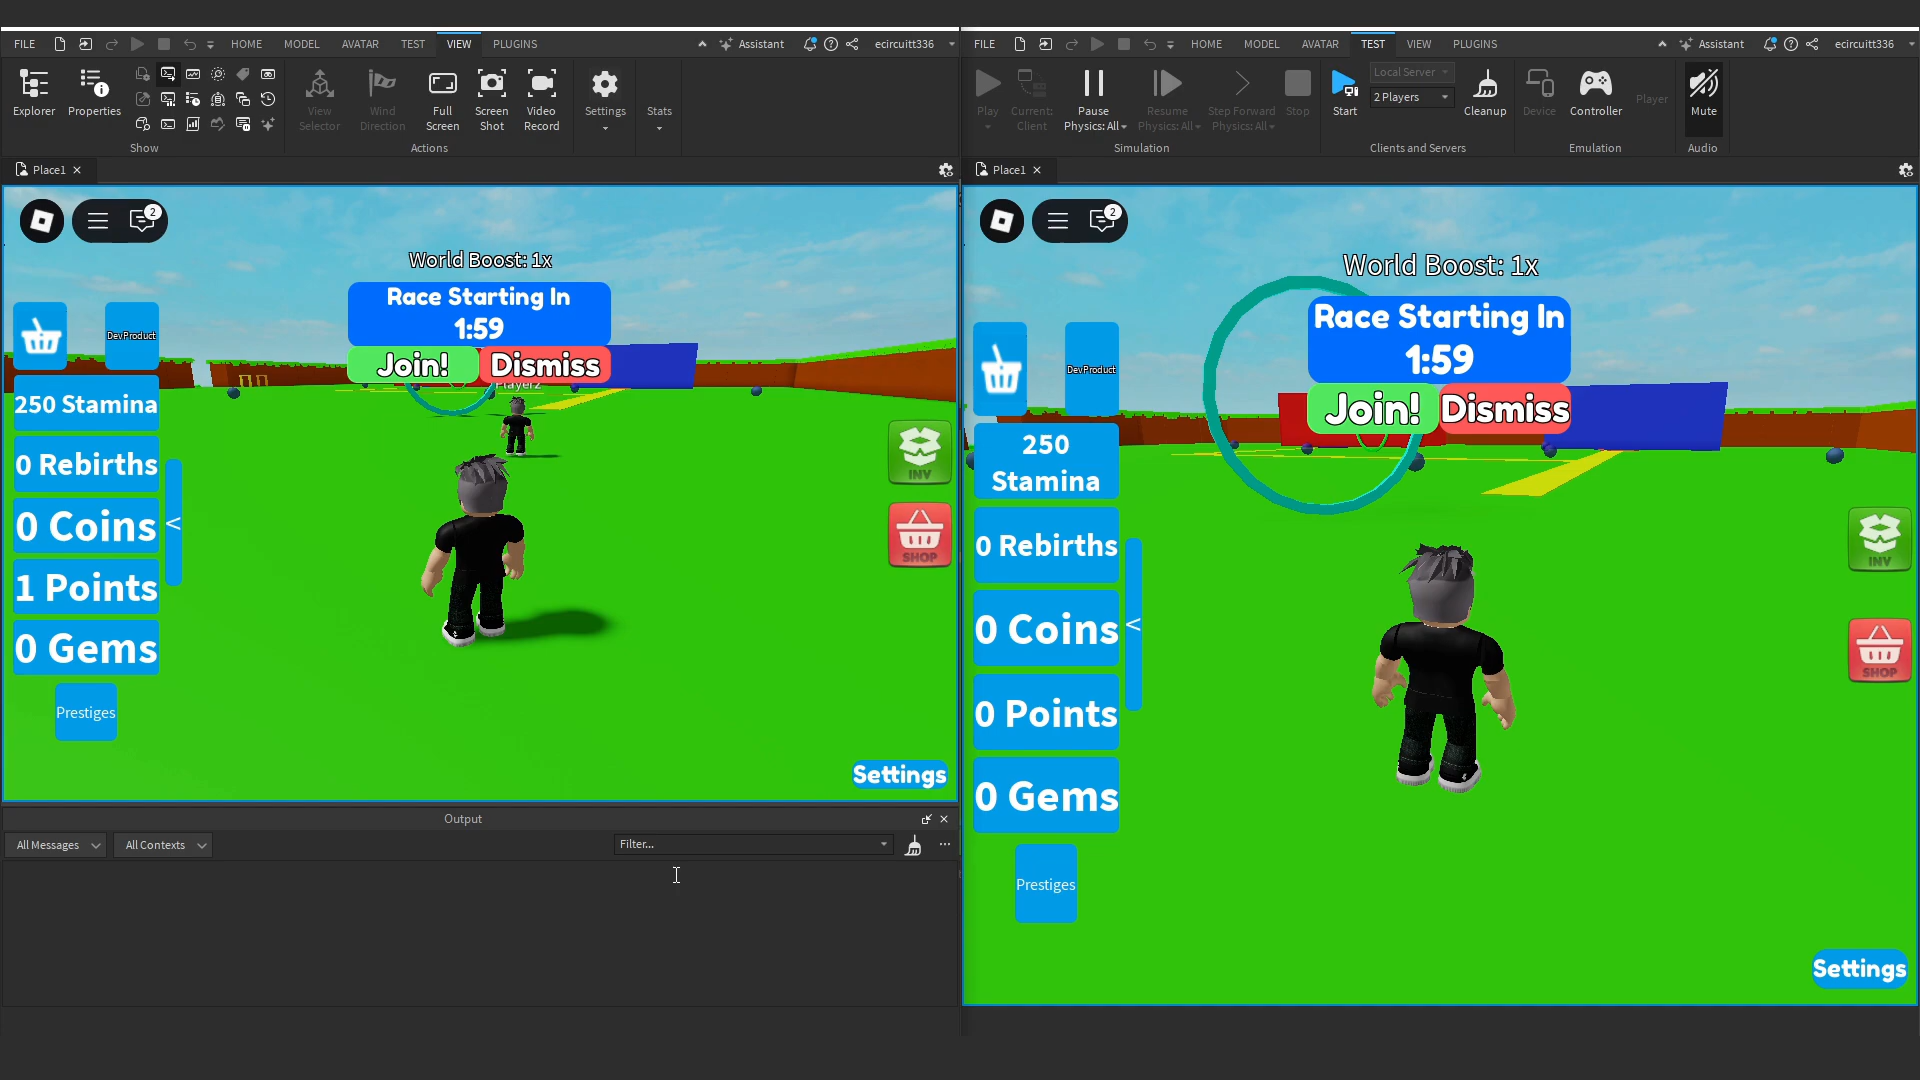 FILE
HOME
MODEL
AVATAR
TEST
VIEW
PLUGINS
Assistant
ecircuitt336
Explorer
Properties
Show
View
Selector
Wind
Direction
Full
Screen
Screen
Shot
Video
Record
Actions
Settings
Stats
Place1
2
World Boost: 1x
Race Starting In
1:59
Join!
Dismiss
Player2
DevProduct
250 Stamina
0 Rebirths
0 Coins
<
1 Points
0 Gems
Prestiges
INV
SHOP
Settings
Output
All Messages
All Contexts
Filter...
FILE
HOME
MODEL
AVATAR
TEST
VIEW
PLUGINS
Assistant
ecircuitt336
Play
Current:
Client
Pause
Physics: All
Resume
Physics: All
Step Forward
Physics: All
Stop
Simulation
Start
Local Server
2 Players
Cleanup
Clients and Servers
Device
Controller
Player
Emulation
Mute
Audio
Place1
2
World Boost: 1x
Race Starting In
1:59
Join!
Dismiss
DevProduct
250
Stamina
0 Rebirths
0 Coins
<
0 Points
0 Gems
Prestiges
INV
SHOP
Settings